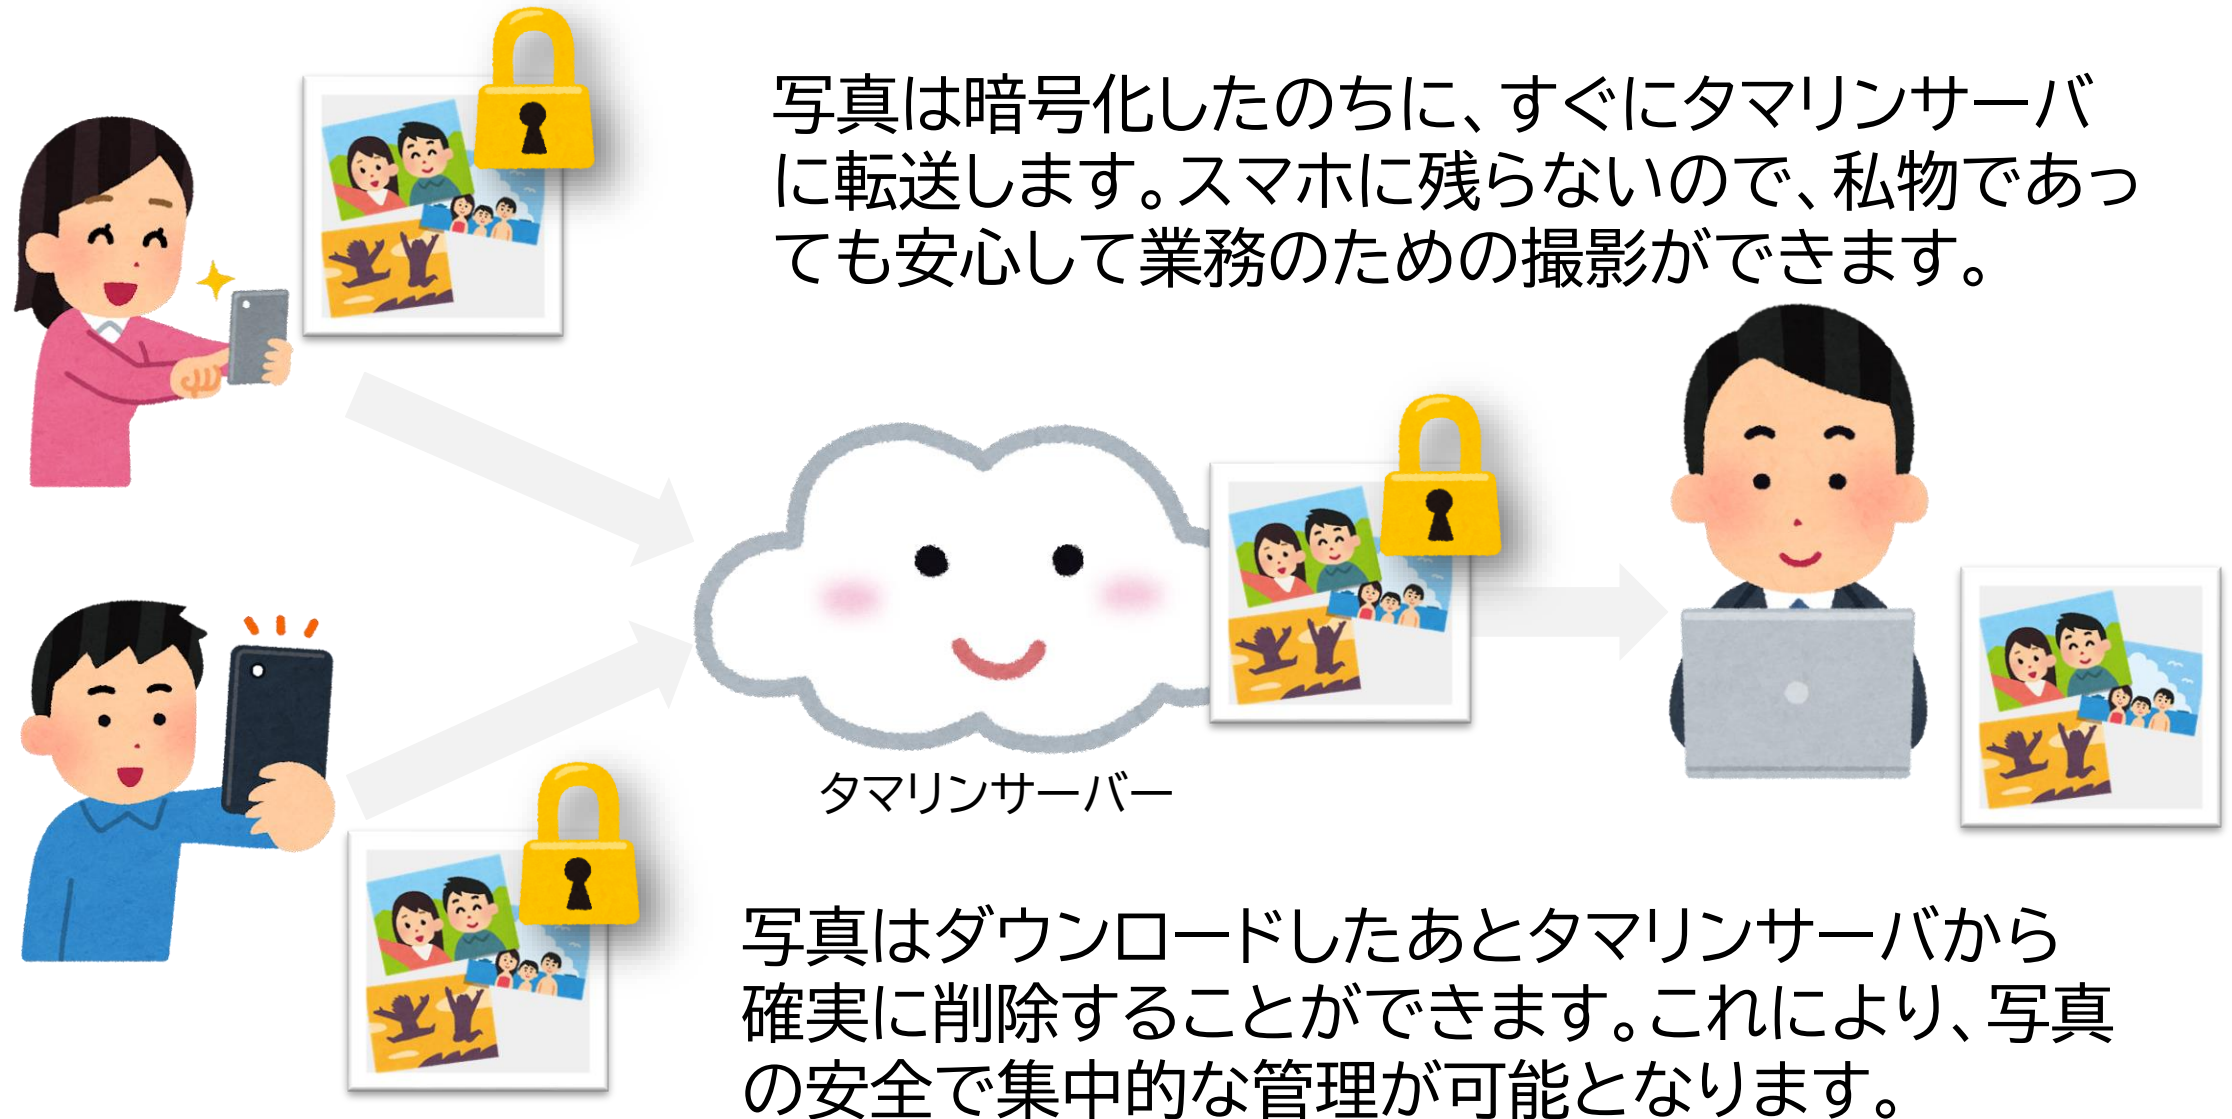 写真は暗号化したのちに、すぐにタマリンサーバ
に転送します。スマホに残らないので、私物であっ
ても安心して業務のための撮影ができます。
タマリンサーバー
写真はダウンロードしたあとタマリンサーバから
確実に削除することができます。これにより、写真
の安全で集中的な管理が可能となります。